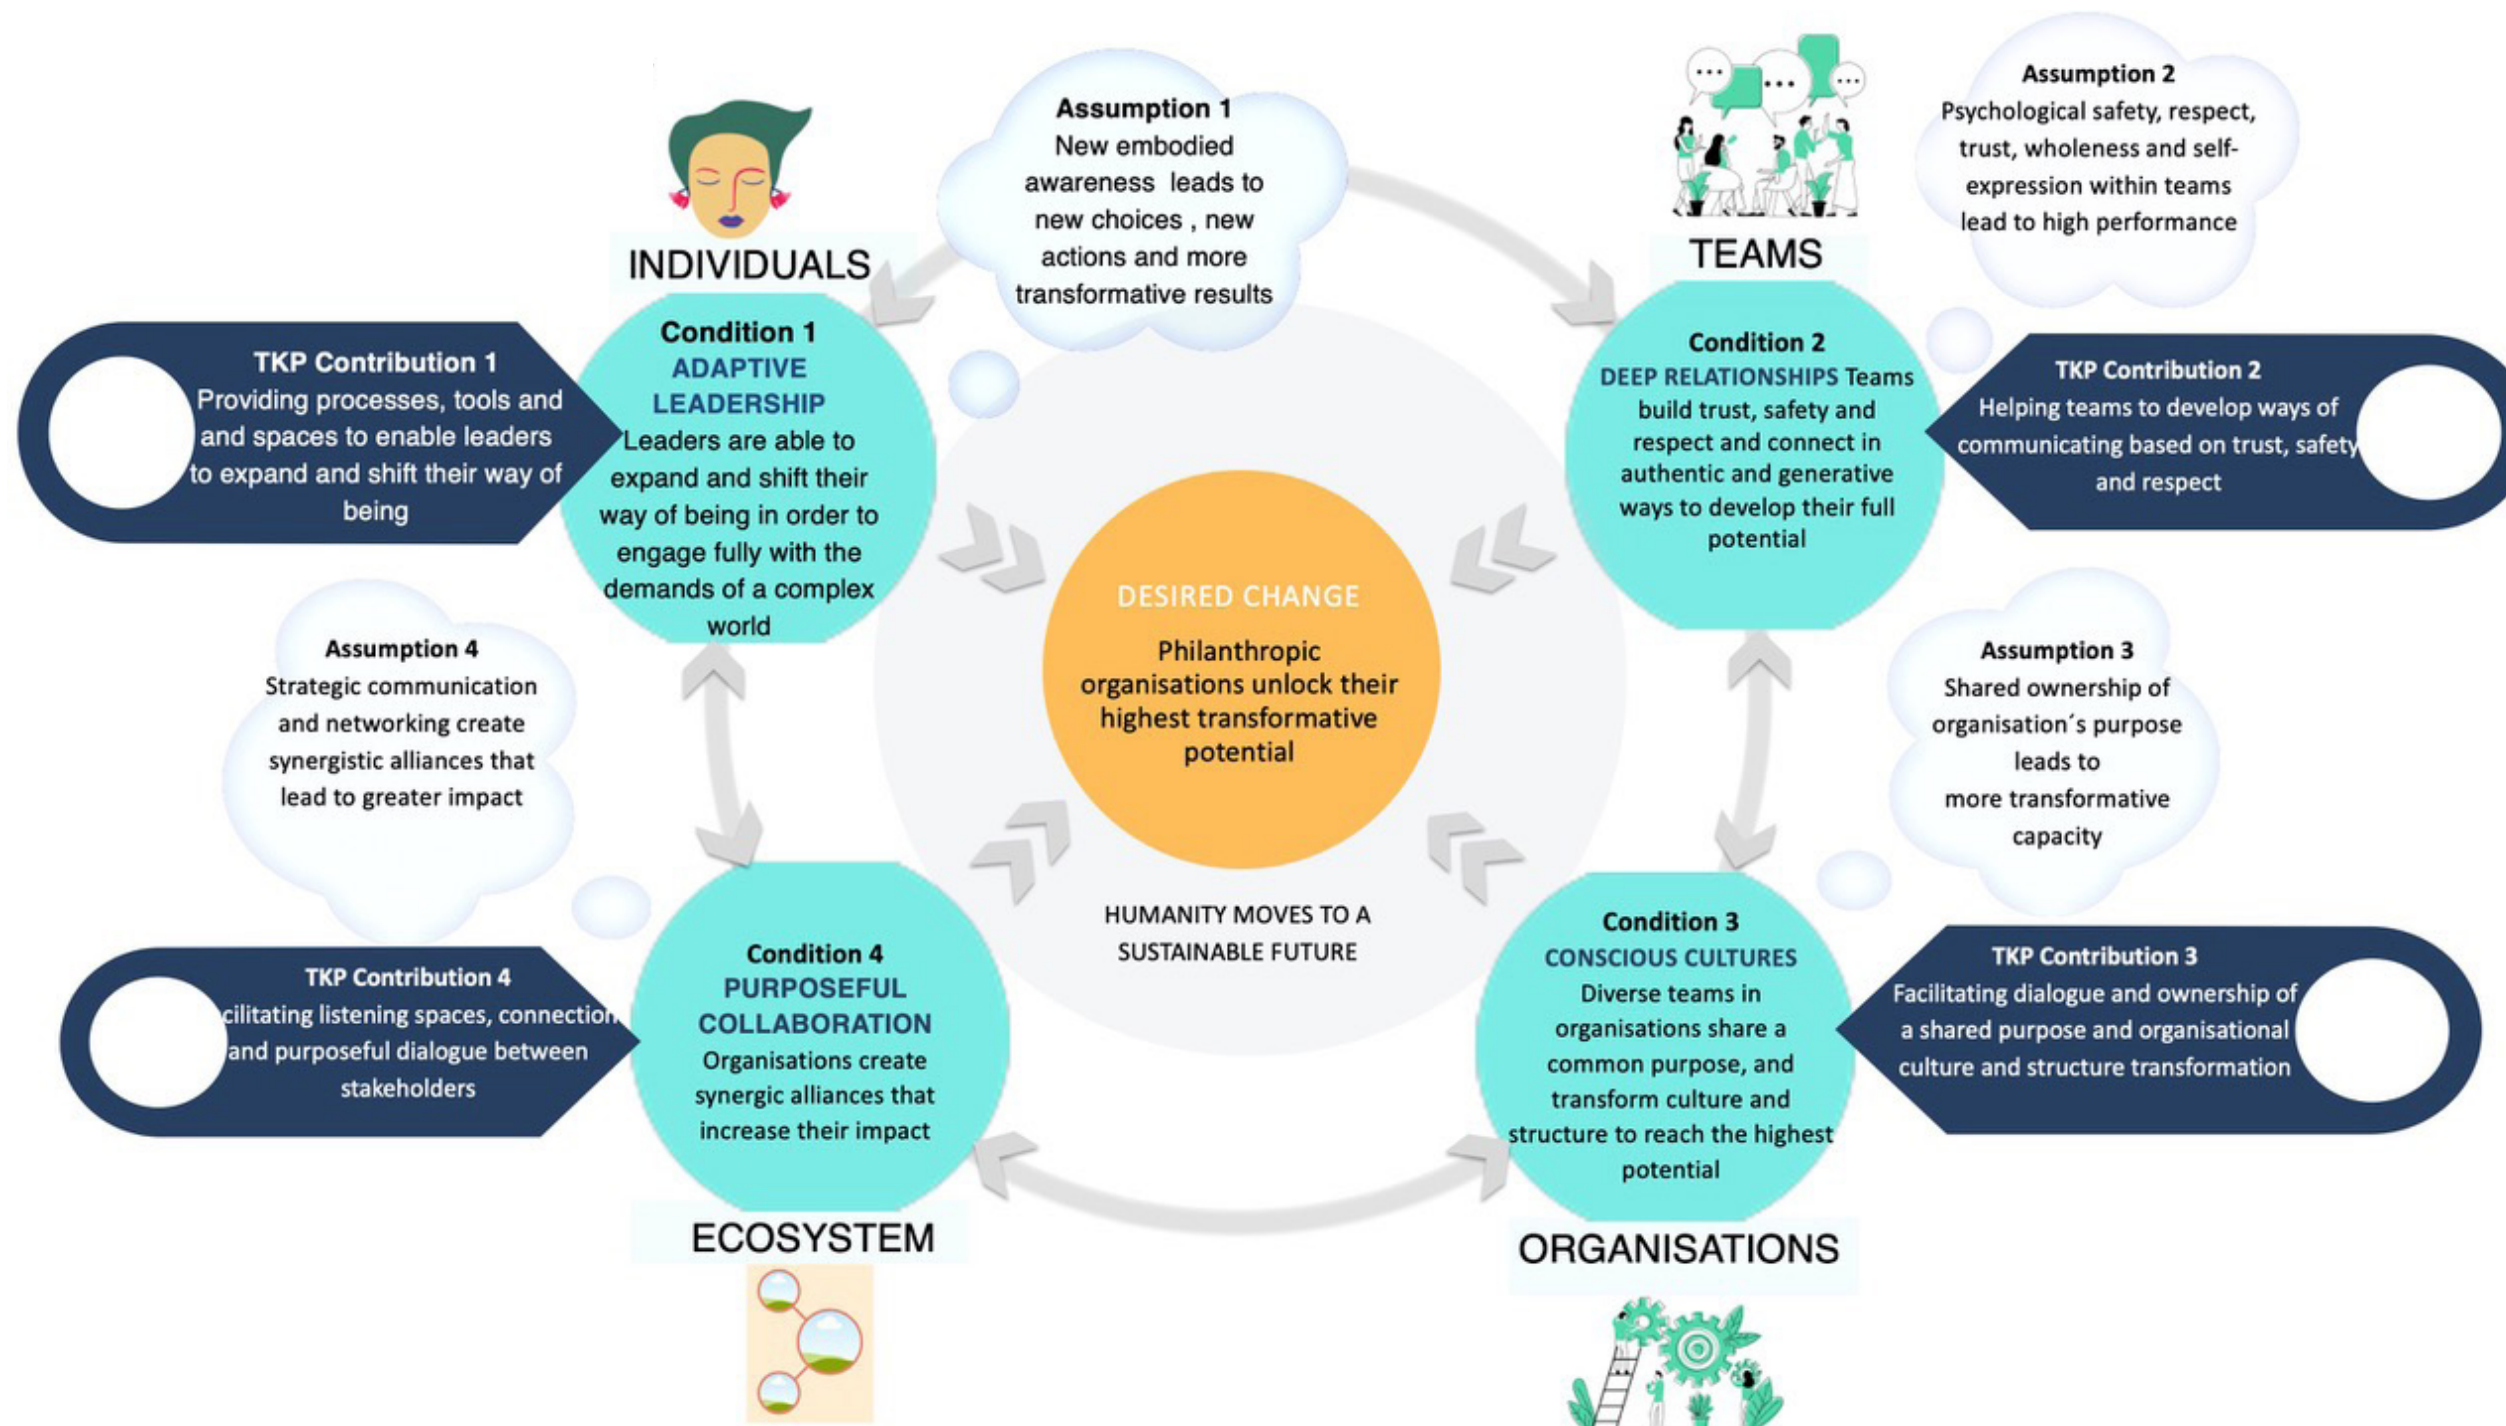 INDIVIDUALS
Assumption 1
New embodied
awareness leads to
new choices , new
actions and more
transformative results
TEAMS
Assumption 2
Psychological safety, respect,
trust, wholeness and self-
expression within teams
lead to high performance
TKP Contribution 1
Providing processes, tools and
and spaces to enable leaders
to expand and shift their way of
being
Condition 1
ADAPTIVE
LEADERSHIP
Leaders are able to
expand and shift their
way of being in order to
engage fully with the
demands of a complex
world
Condition 2
DEEP RELATIONSHIPS Teams
build trust, safety and
respect and connect in
authentic and generative
ways to develop their full
potential
TKP Contribution 2
Helping teams to develop ways of
communicating based on trust, safety
and respect
DESIRED CHANGE
Philanthropic
organisations unlock their
highest transformative
potential
HUMANITY MOVES TO A
SUSTAINABLE FUTURE
Assumption 4
Strategic communication
and networking create
synergistic alliances that
lead to greater impact
Assumption 3
Shared ownership of
organisation´s purpose
leads to
more transformative
capacity
TKP Contribution 4
cilitating listening spaces, connection
and purposeful dialogue between
stakeholders
Condition 4
PURPOSEFUL
COLLABORATION
Organisations create
synergic alliances that
increase their impact
ECOSYSTEM
Condition 3
CONSCIOUS CULTURES
Diverse teams in
organisations share a
common purpose, and
transform culture and
structure to reach the highest
potential
ORGANISATIONS
TKP Contribution 3
Facilitating dialogue and ownership of
a shared purpose and organisational
culture and structure transformation